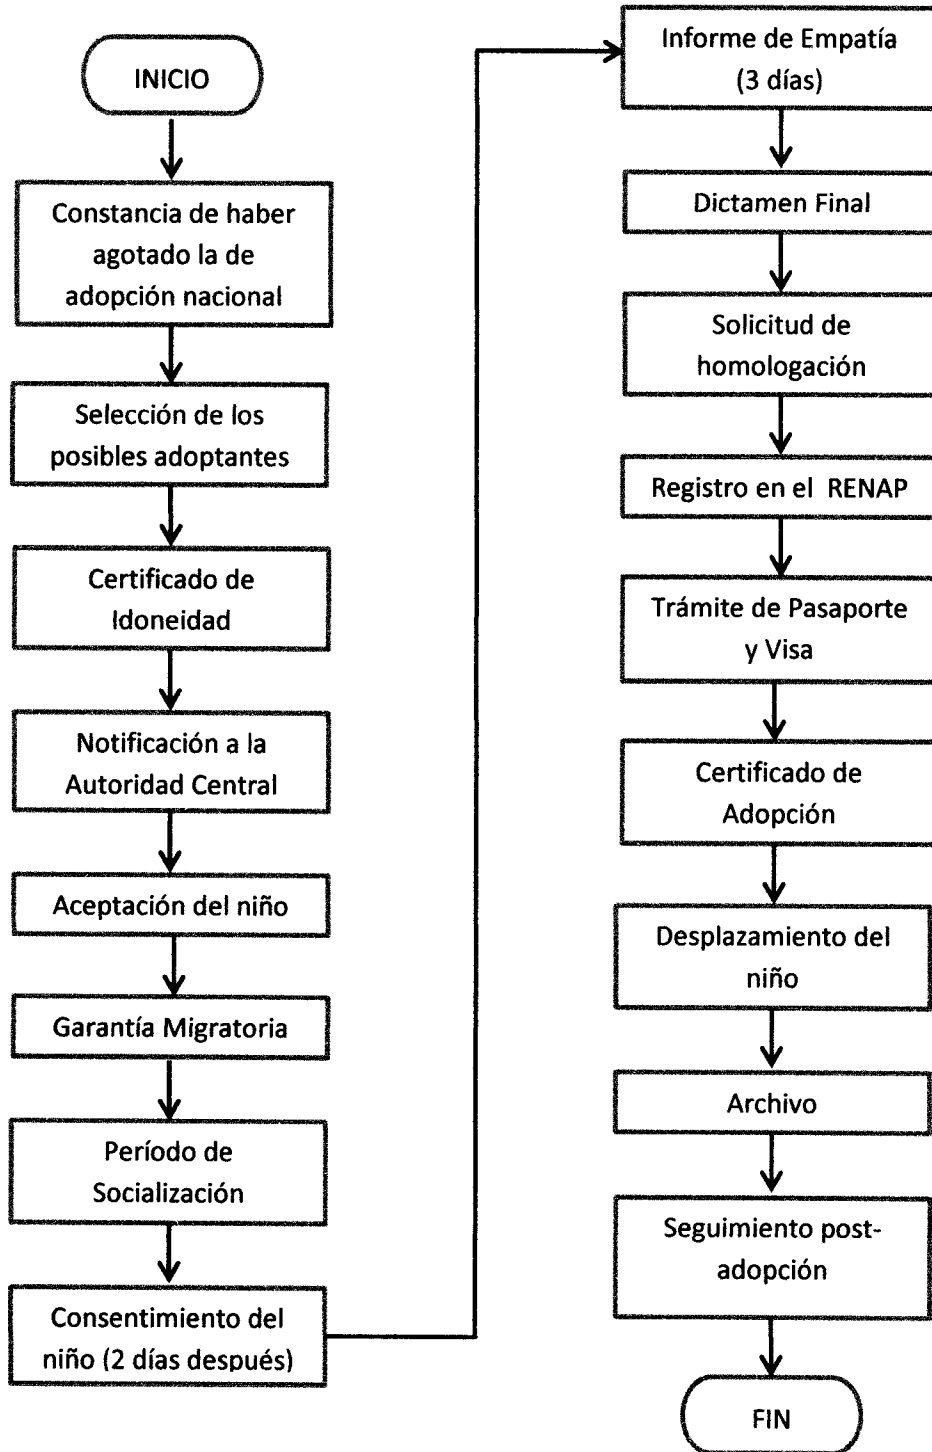 INICIO
Constancia de haber
agotado la de
adopción nacional
Selección de los
posibles adoptantes
Certificado de
Idoneidad
Notificación a la
Autoridad Central
Aceptación del niño
Garantía Migratoria
Período de
Socialización
Consentimiento del
niño (2 días después)
Informe de Empatía
(3 días)
Dictamen Final
Solicitud de
homologación
Registro en el RENAP
Trámite de Pasaporte
y Visa
Certificado de
Adopción
Desplazamiento del
niño
Archivo
Seguimiento post-
adopción
FIN